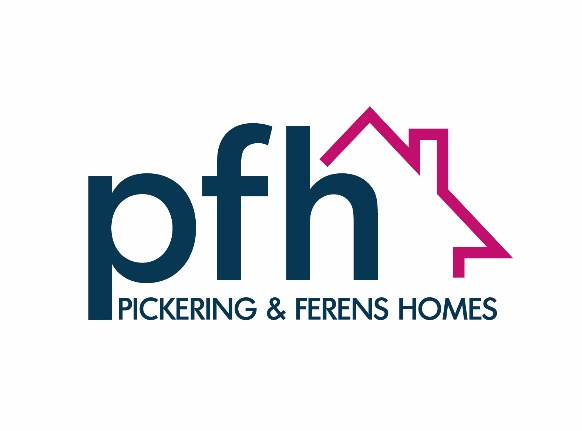 pfh
PICKERING & FERENS HOMES